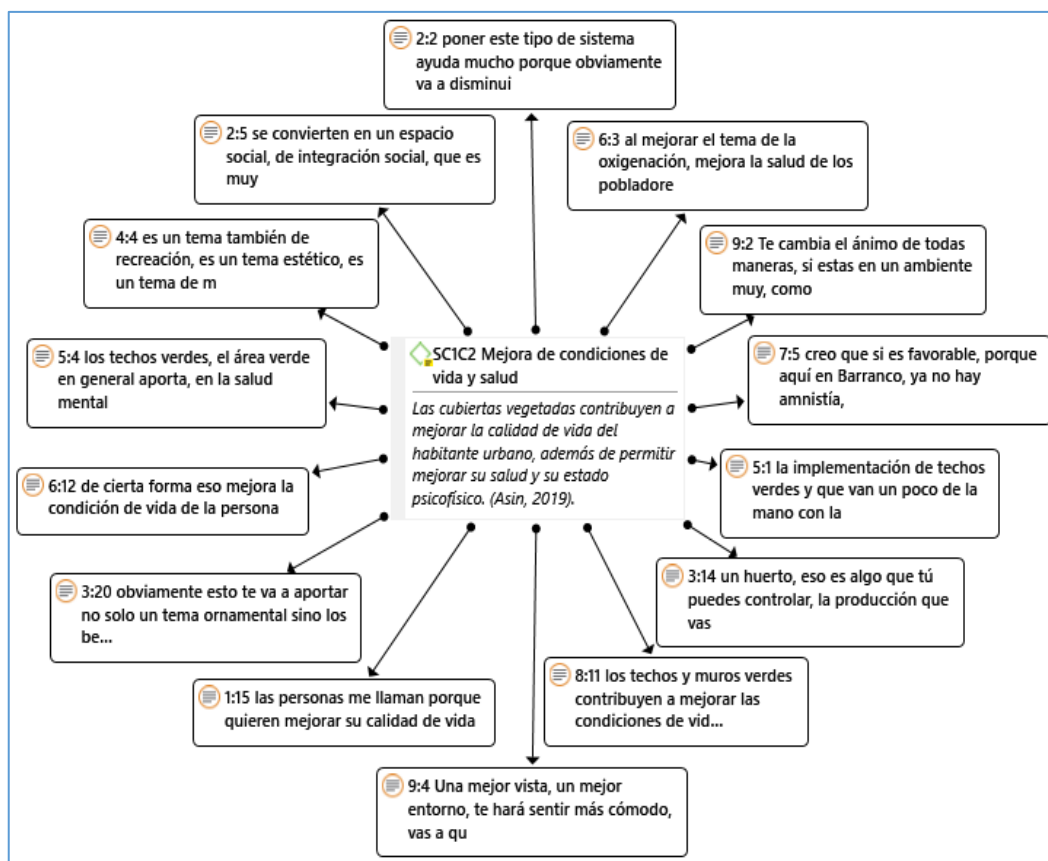 2:2 poner este tipo de sistema
ayuda mucho porque obviamente
va a disminui
2:5 se convierten en un espacio
social, de integración social, que es
muy
6:3 al mejorar el tema de la
oxigenación, mejora la salud de los
pobladore
4:4 es un tema también de
recreación, es un tema estético, es
un tema de m
9:2 Te cambia el ánimo de todas
maneras, si estas en un ambiente
muy, como
5:4 los techos verdes, el área verde
en general aporta, en la salud
mental
SC1C2 Mejora de condiciones de
vida y salud
Las cubiertas vegetadas contribuyen a
mejorar la calidad de vida del
habitante urbano, además de permitir
mejorar su salud y su estado
psicofísico. (Asin, 2019).
7:5 creo que si es favorable, porque
aquí en Barranco, ya no hay
amnistía,
6:12 de cierta forma eso mejora la
condición de vida de la persona
5:1 la implementación de techos
verdes y que van un poco de la
mano con la
3:20 obviamente esto te va a aportar
no solo un tema ornamental sino los
be...
3:14 un huerto, eso es algo que tú
puedes controlar, la producción que
vas
1:15 las personas me llaman porque
quieren mejorar su calidad de vida
8:11 los techos y muros verdes
contribuyen a mejorar las
condiciones de vid...
9:4 Una mejor vista, un mejor
entorno, te hará sentir más cómodo,
vas a qu